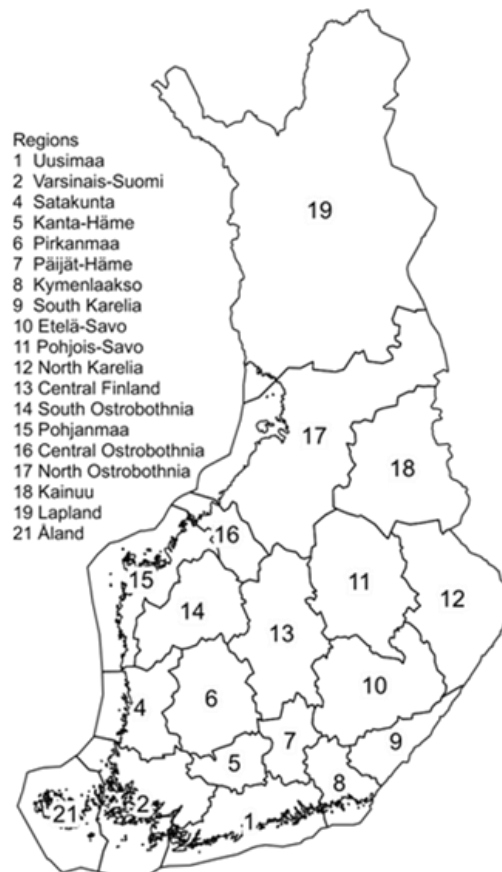 Regions
1 Uusimaa
2 Varsinais-Suomi
4 Satakunta
5 Kanta-Häme
6 Pirkanmaa
7 Päijät-Häme
8 Kymenlaakso
9 South Karelia
10 Etelä-Savo
11 Pohjois-Savo
12 North Karelia
13 Central Finland
14 South Ostrobothnia
15 Pohjanmaa
16 Central Ostrobothnia
17 North Ostrobothnia
18 Kainuu
19 Lapland
21 Åland
19
17
18
16
15
11
12
14
13
10
4
6
9
7
5
8
21
2
1